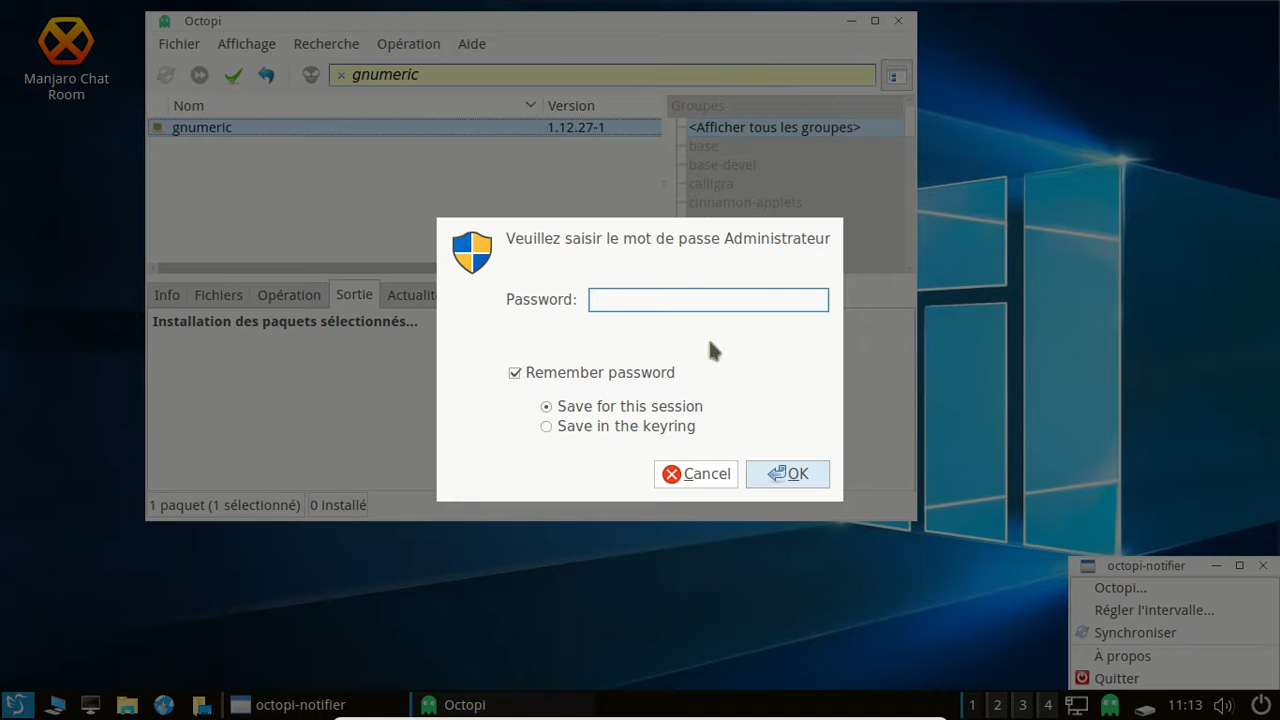 Manjaro Chat
Room
Octopi
Fichier Affichage Recherche Opération Aide
gnumeric
Nom Version Groupes
gnumeric 1.12.27-1 <Afficher tous les groupes>
base
base-devel
calligra
cinnamon-applets
Veuillez saisir le mot de passe Administrateur
Password:
Remember password
Save for this session
Save in the keyring
Cancel OK
Info Fichiers Opération Sortie Actualité
Installation des paquets sélectionnés...
1 paquet (1 sélectionné) 0 installé
octopi-notifier
Octopi...
Régler l'intervalle...
Synchroniser
À propos
Quitter
octopi-notifier Octopi 1 2 3 4 11:13